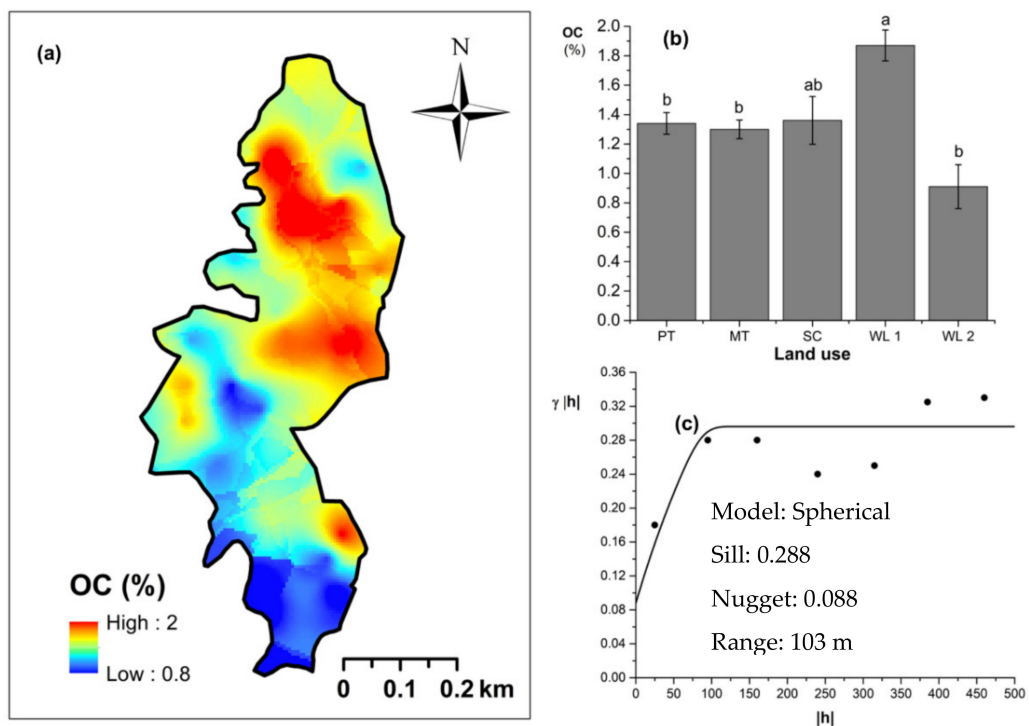 (a)
N
OC (%)
High : 2
Low : 0.8
0 0.1 0.2 km
OC
(%)
(b)
2.0
1.8
1.6
1.4
1.2
1.0
0.8
0.6
0.4
0.2
0.0
b
b
ab
a
b
PT MT SC WL 1 WL 2
Land use
γ |h|
(c)
0.36
0.32
0.28
0.24
0.20
0.16
0.12
0.08
0.04
0.00
Model: Spherical
Sill: 0.288
Nugget: 0.088
Range: 103 m
0 50 100 150 200 250 300 350 400 450 500
|h|